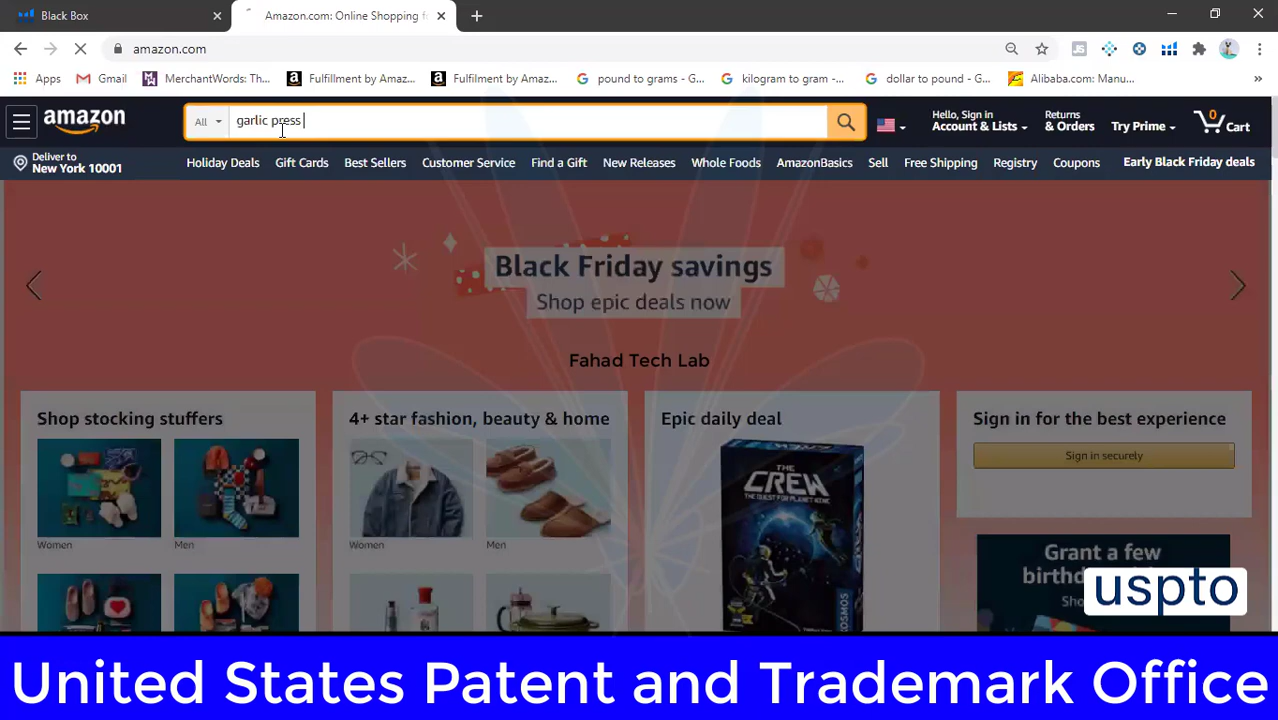 Black Box
Amazon.com: Online Shopping f
amazon.com
JS
Apps
Gmail
MerchantWords: Th...
Fulfillment by Amaz...
Fulfilment by Amaz...
pound to grams - G...
kilogram to gram -...
dollar to pound - G...
Alibaba.com: Manu...
amazon
All
garlic press
Hello, Sign in
Account & Lists
Returns
& Orders
Try Prime
0
Cart
Deliver to
New York 10001
Holiday Deals
Gift Cards
Best Sellers
Customer Service
Find a Gift
New Releases
Whole Foods
AmazonBasics
Sell
Free Shipping
Registry
Coupons
Early Black Friday deals
Black Friday savings
Shop epic deals now
Fahad Tech Lab
Shop stocking stuffers
4+ star fashion, beauty & home
Epic daily deal
Sign in for the best experience
Sign in securely
THE
CREW
THE QUEST FOR PLANET NINE
KOSMOS
Women
Men
Women
Men
Grant a few
birthd
Sho
uspto
United States Patent and Trademark Office